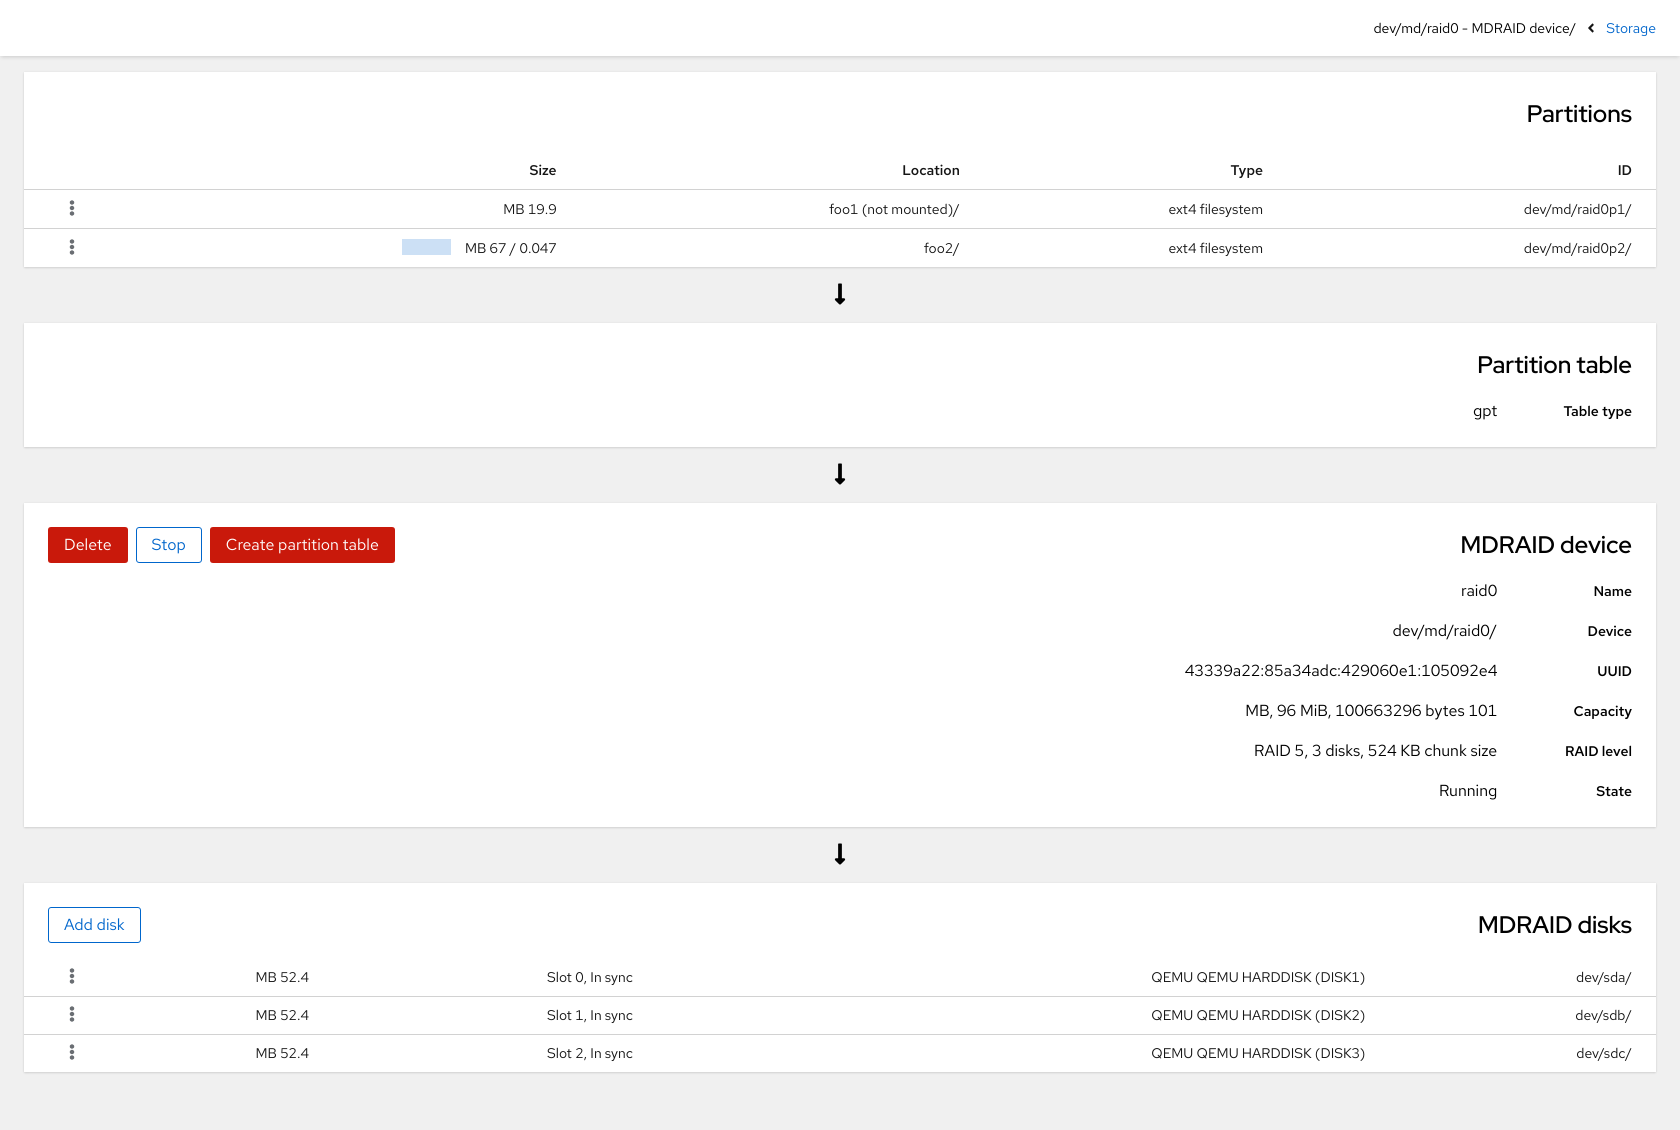 dev/md/raid0 - MDRAID device/ Storage
Partitions
Size Location Type ID
MB 19.9 foo1 (not mounted)/ ext4 filesystem dev/md/raid0p1/
MB 67 / 0.047 foo2/ ext4 filesystem dev/md/raid0p2/
Partition table
gpt Table type
Delete Stop Create partition table MDRAID device
raid0 Name
dev/md/raid0/ Device
43339a22:85a34adc:429060e1:105092e4 UUID
MB, 96 MiB, 100663296 bytes 101 Capacity
RAID 5, 3 disks, 524 KB chunk size RAID level
Running State
Add disk MDRAID disks
MB 52.4 Slot 0, In sync QEMU QEMU HARDDISK (DISK1) dev/sda/
MB 52.4 Slot 1, In sync QEMU QEMU HARDDISK (DISK2) dev/sdb/
MB 52.4 Slot 2, In sync QEMU QEMU HARDDISK (DISK3) dev/sdc/